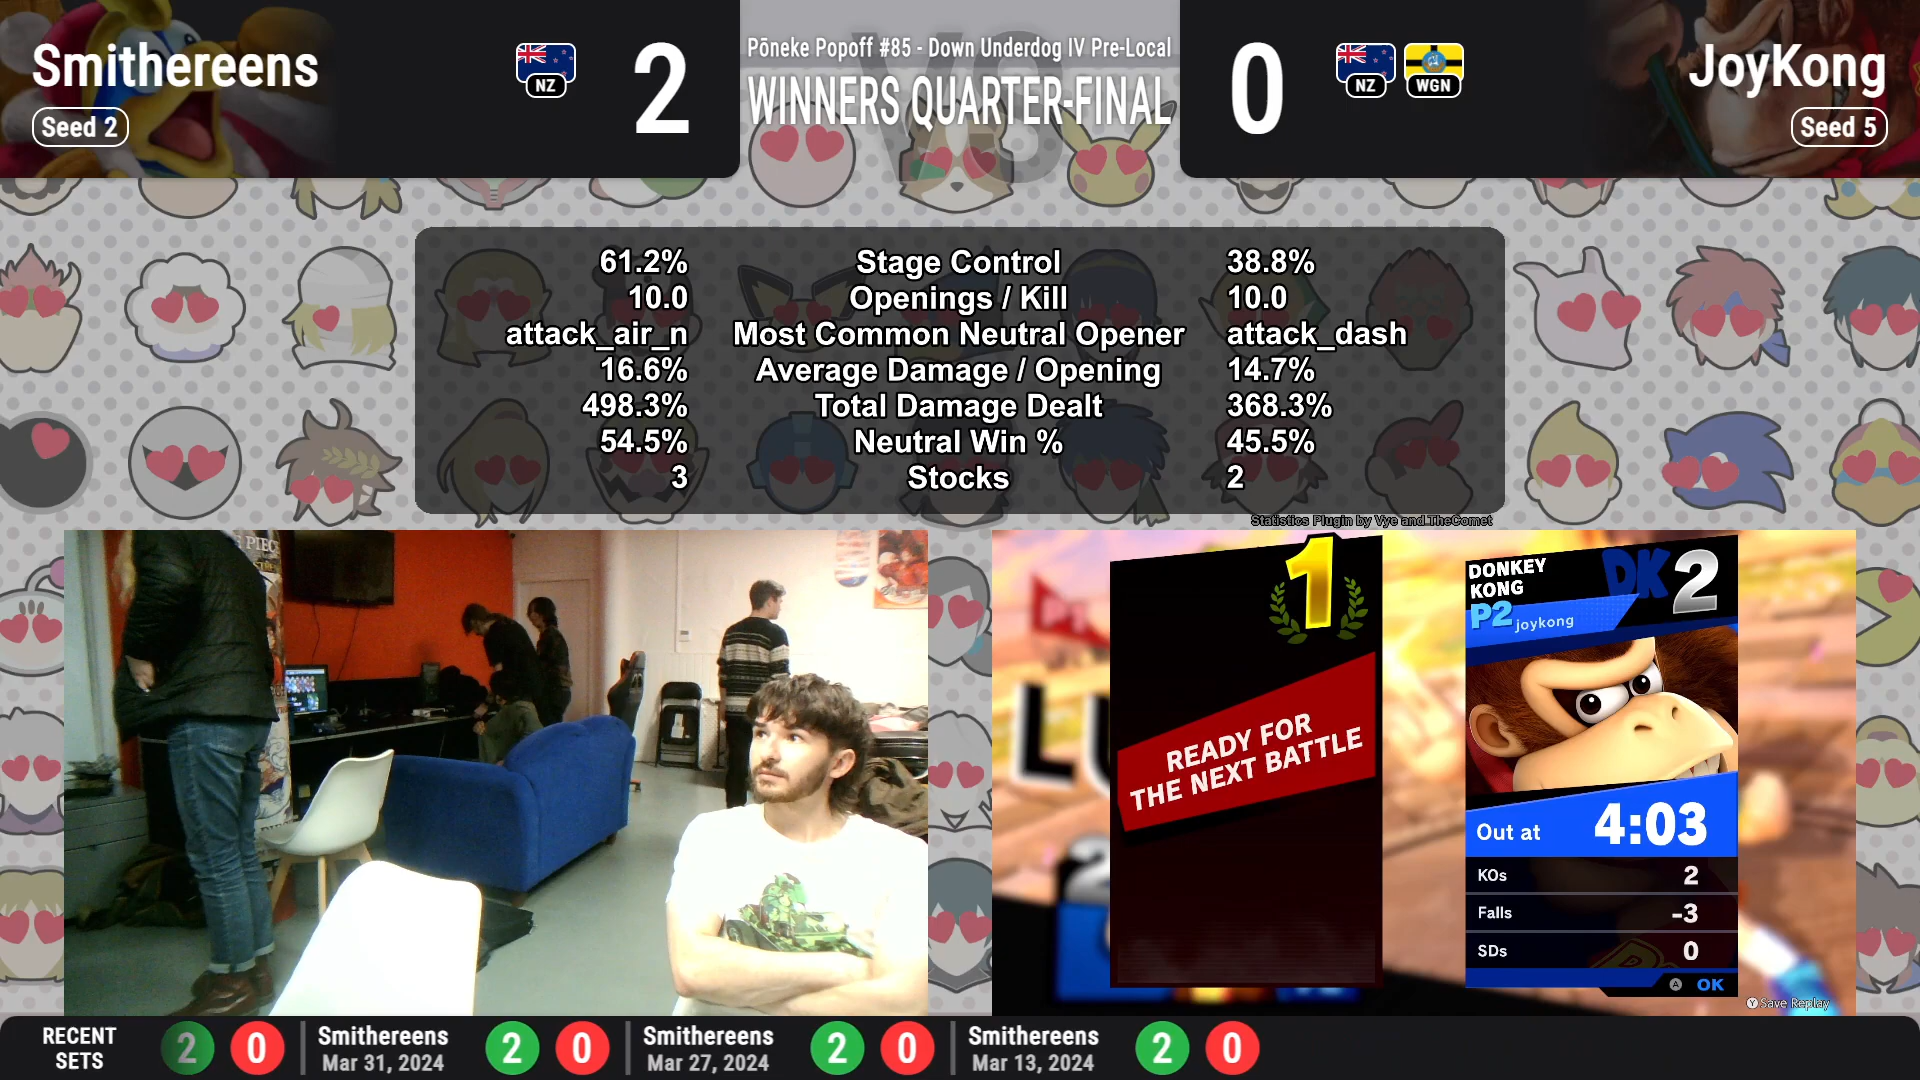 Smithereens
Seed 2
NZ
2
Pōneke Popoff #85 - Down Underdog IV Pre-Local
WINNERS QUARTER-FINAL
VS
0
NZ
WGN
JoyKong
Seed 5
61.2% Stage Control 38.8%
10.0 Openings / Kill 10.0
attack_air_n Most Common Neutral Opener attack_dash
16.6% Average Damage / Opening 14.7%
498.3% Total Damage Dealt 368.3%
54.5% Neutral Win % 45.5%
3 Stocks 2
Statistics Plugin by Vye and TheComet
1
READY FOR
THE NEXT BATTLE
DONKEY
KONG
DK
2
P2 joykong
Out at 4:03
KOs 2
Falls -3
SDs 0
A OK
Y Save Replay
RECENT
SETS
2 0
Smithereens
Mar 31, 2024
2 0
Smithereens
Mar 27, 2024
2 0
Smithereens
Mar 13, 2024
2 0